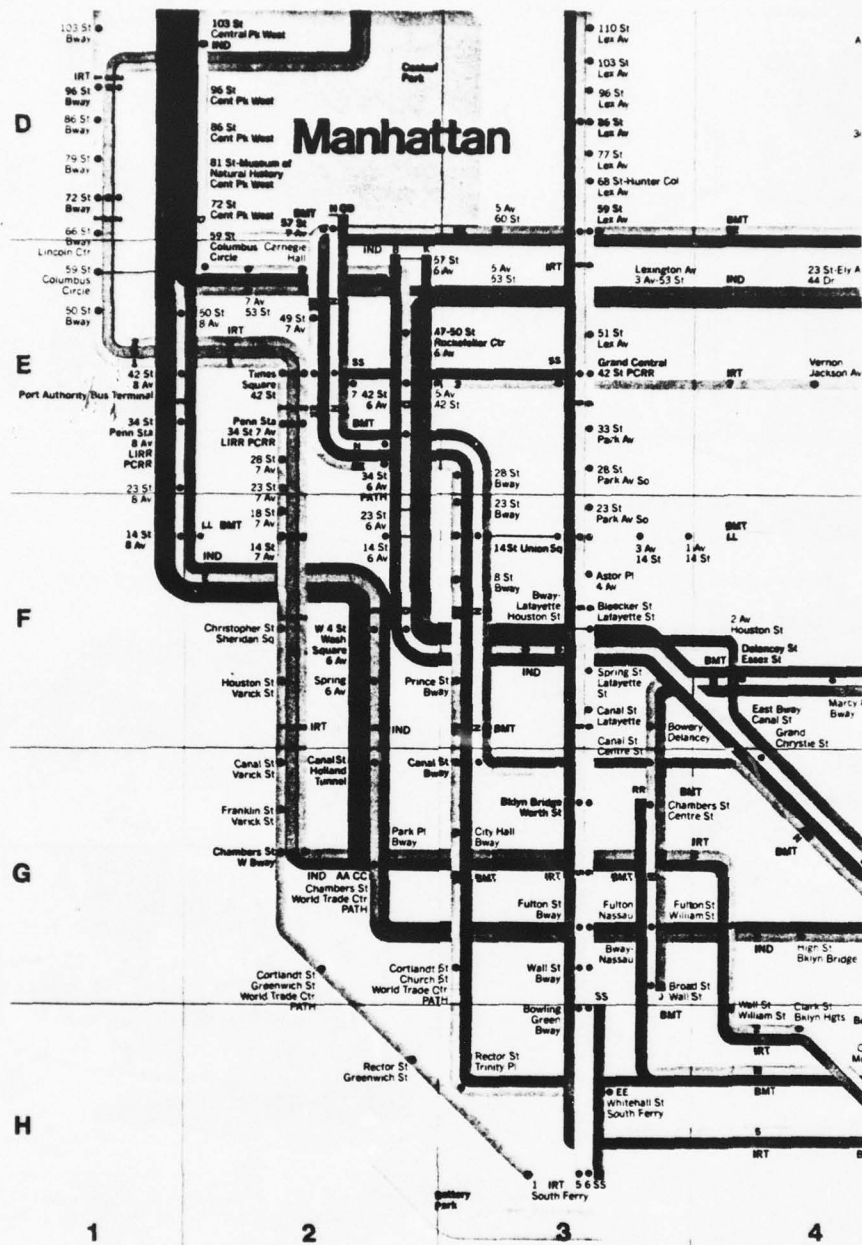 103 St
Bway
103 St
Central Pk West
IND
Central
Park
110 St
Lex Av
103 St
Lex Av
IRT
96 St
Bway
96 St
Cent Pk West
96 St
Lex Av
D
86 St
Bway
86 St
Cent Pk West
Manhattan
86 St
Lex Av
79 St
Bway
81 St-Museum of
Natural History
Cent Pk West
77 St
Lex Av
68 St-Hunter Col
Lex Av
72 St
Bway
72 St
Cent Pk West
BMT
57 St
7 Av
N
5 Av
60 St
59 St
Lex Av
BMT
66 St
Bway
Lincoln Ctr
59 St
Columbus
Circle
Carnegie
Hall
IND
B
K
57 St
6 Av
5 Av
53 St
IRT
Lexington Av
3 Av-53 St
IND
23 St-Ely A
44 Dr
59 St
Columbus
Circle
7 Av
53 St
50 St
Bway
50 St
8 Av
IRT
49 St
7 Av
47-50 St
Rockefeller Ctr
6 Av
51 St
Lex Av
E
42 St
8 Av
Port Authority Bus Terminal
Times
Square
42 St
SS
7
42 St
6 Av
5 Av
42 St
SS
Grand Central
42 St PCRR
IRT
Vernon
Jackson Av
34 St
Penn Sta
8 Av
LIRR
PCRR
Penn Sta
34 St 7 Av
LIRR PCRR
BMT
N
34 St
6 Av
PATH
33 St
Park Av
28 St
7 Av
28 St
Bway
28 St
Park Av So
23 St
8 Av
23 St
7 Av
23 St
6 Av
23 St
Bway
23 St
Park Av So
18 St
7 Av
14 St
8 Av
LL
BMT
IND
14 St
7 Av
14 St
6 Av
14 St Union Sq
3 Av
14 St
1 Av
14 St
BMT
LL
8 St
Bway
Astor Pl
4 Av
F
Bway-
Lafayette
Houston St
Bleecker St
Lafayette St
2 Av
Houston St
Christopher St
Sheridan Sq
W 4 St
Wash
Square
6 Av
IND
Delancey St
Essex St
BMT
Houston St
Varick St
Spring
6 Av
Prince St
Bway
Spring St
Lafayette
St
Marcy
Bway
East Bway
Canal St
IRT
IND
BMT
Canal St
Lafayette
Bowery
Delancey
Grand
Chrystie St
Canal St
Centre St
Canal St
Varick St
Canal St
Holland
Tunnel
Canal St
Bway
BMT
RR
Franklin St
Varick St
Bklyn Bridge
Worth St
Chambers St
Centre St
G
Chambers St
W Bway
Park Pl
Bway
City Hall
Bway
IRT
BMT
IND
AA CC
Chambers St
World Trade Ctr
PATH
BMT
IRT
BMT
Fulton St
Bway
Fulton
Nassau
Fulton St
William St
Bway-
Nassau
IND
High St
Bklyn Bridge
Cortlandt St
Greenwich St
World Trade Ctr
PATH
Cortlandt St
Church St
World Trade Ctr
PATH
Wall St
Bway
Broad St
Wall St
J
BMT
SS
Bowling
Green
Bway
Wall St
William St
Clark St
Bklyn Hgts
IRT
Rector St
Greenwich St
Rector St
Trinity Pl
BMT
EE
Whitehall St
South Ferry
H
5
IRT
1
IRT
South Ferry
5 6 SS
Battery
Park
1
2
3
4